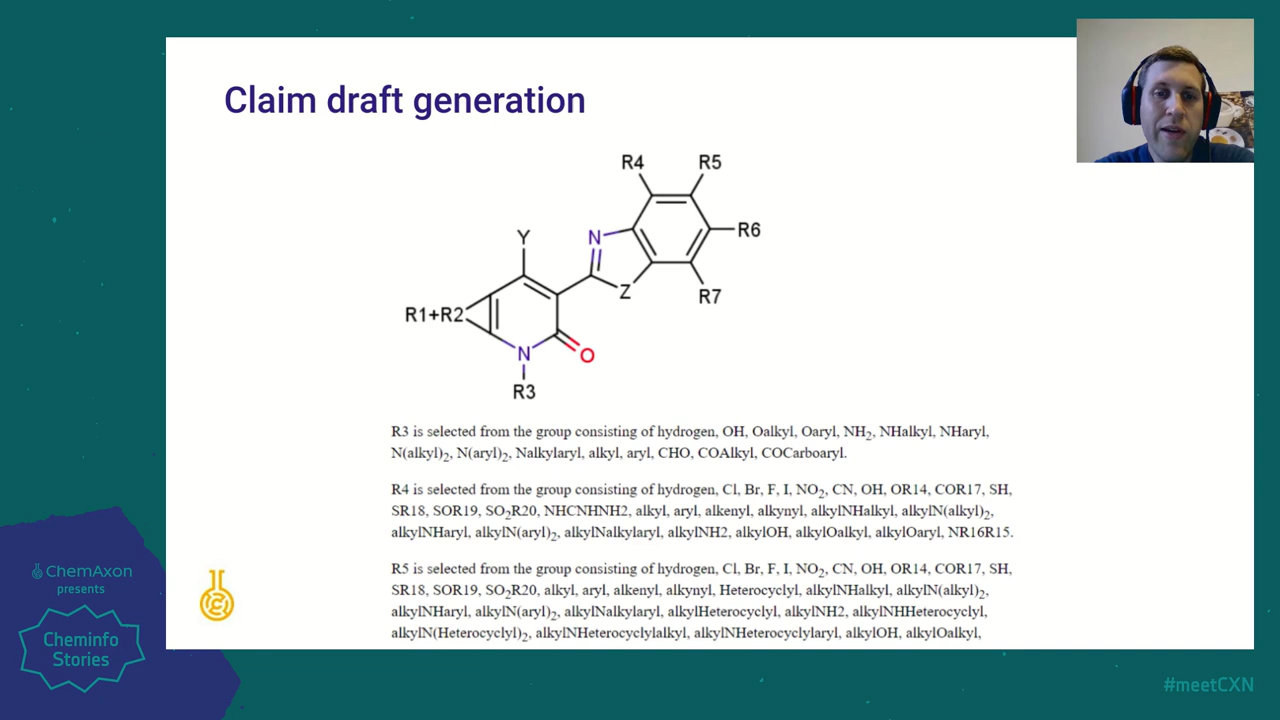 Claim draft generation
R4
R5
Y
N
R6
Z
R7
R1+R2
N
O
R3
R3 is selected from the group consisting of hydrogen, OH, Oalkyl, Oaryl, NH2, NHalkyl, NHaryl,
N(alkyl)2, N(aryl)2, Nalkylaryl, alkyl, aryl, CHO, COAlkyl, COCarboaryl.
R4 is selected from the group consisting of hydrogen, Cl, Br, F, I, NO2, CN, OH, OR14, COR17, SH,
SR18, SOR19, SO2R20, NHCNHNH2, alkyl, aryl, alkenyl, alkynyl, alkylNHalkyl, alkylN(alkyl)2,
alkylNHaryl, alkylN(aryl)2, alkylNalkylaryl, alkylNH2, alkylOH, alkylOalkyl, alkylOaryl, NR16R15.
R5 is selected from the group consisting of hydrogen, Cl, Br, F, I, NO2, CN, OH, OR14, COR17, SH,
SR18, SOR19, SO2R20, alkyl, aryl, alkenyl, alkynyl, Heterocyclyl, alkylNHalkyl, alkylN(alkyl)2,
alkylNHaryl, alkylN(aryl)2, alkylNalkylaryl, alkylHeterocyclyl, alkylNH2, alkylNHHeterocyclyl,
alkylN(Heterocyclyl)2, alkylNHeterocyclylalkyl, alkylNHeterocyclylaryl, alkylOH, alkylOalkyl,
ChemAxon
presents
Cheminfo
Stories
#meetCXN